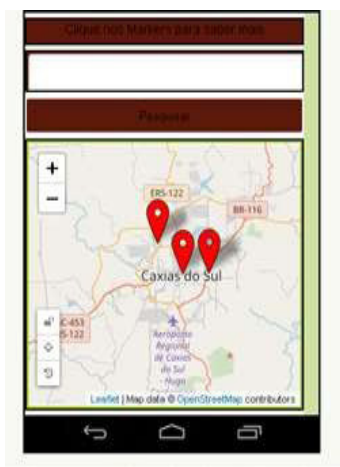 Clique nos Markers para saber mais
Pesquisar
+
−
ERS-122
BR-116
Caxias do Sul
Aeroporto
Regional
de Caxias
do Sul
- Hugo
Leaflet | Map data © OpenStreetMap contributors